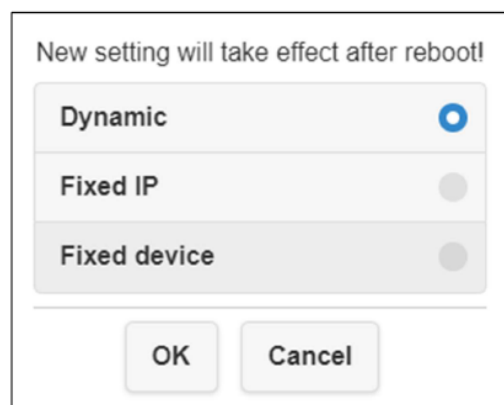 New setting will take effect after reboot!
Dynamic
Fixed IP
Fixed device
OK Cancel